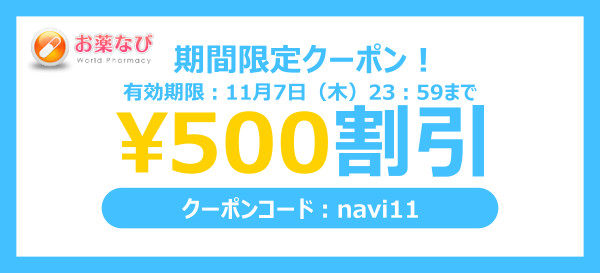 お薬なび
World Pharmacy
期間限定クーポン！
有効期限：11月7日（木）23：59まで
¥500割引
クーポンコード：navi11